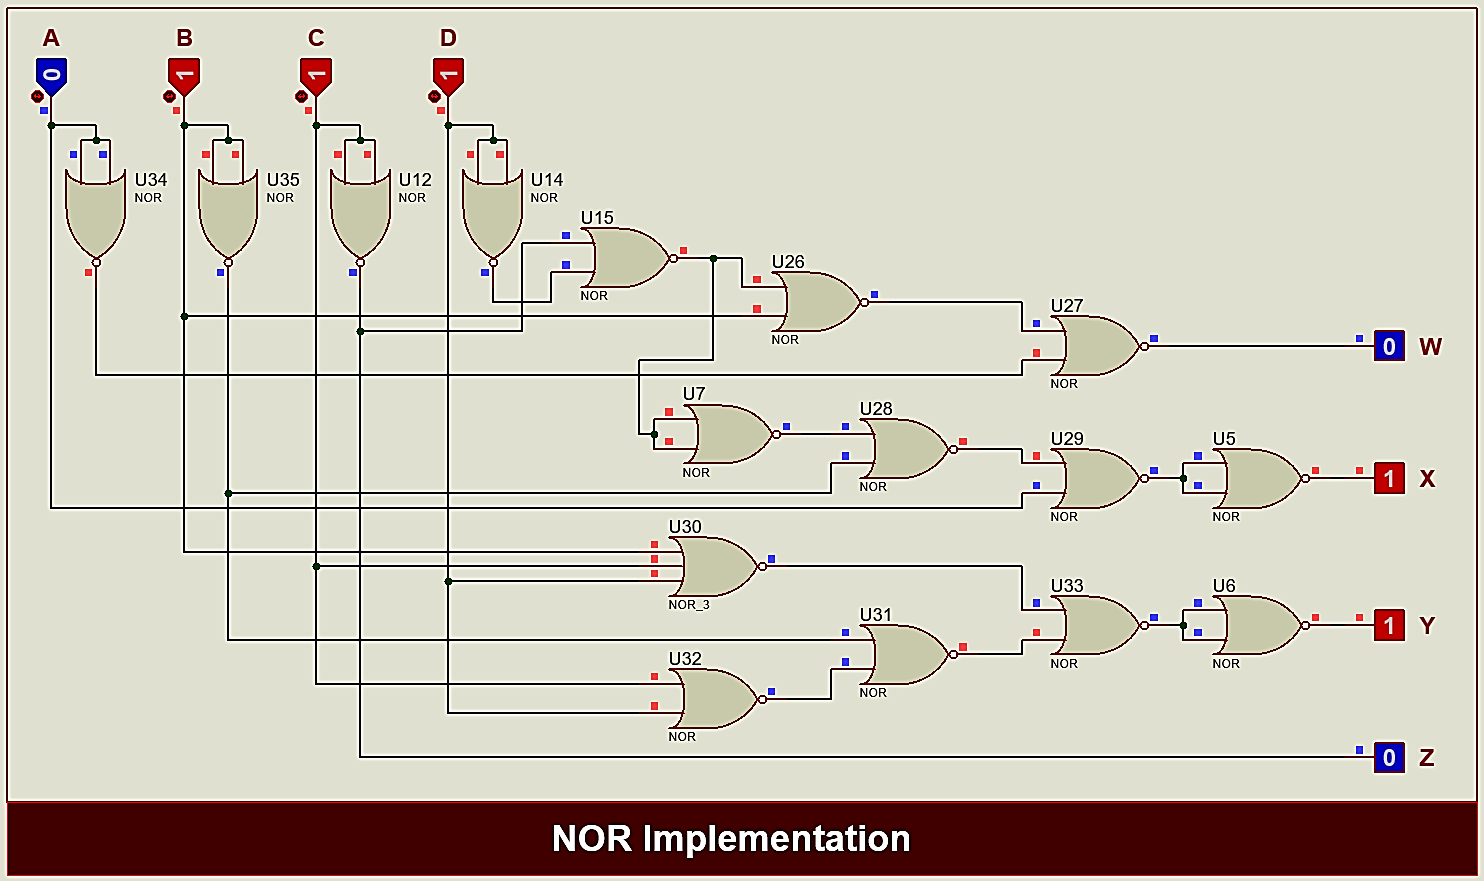 A B C D
0 1 1 1
U34 U35 U12 U14
NOR NOR NOR NOR
U15
NOR
U26
NOR
U27
NOR
0 W
U7
NOR
U28
NOR
U29
NOR
U5
NOR
1 X
U30
NOR_3
U31
NOR
U32
NOR
U33
NOR
U6
NOR
1 Y
0 Z
NOR Implementation